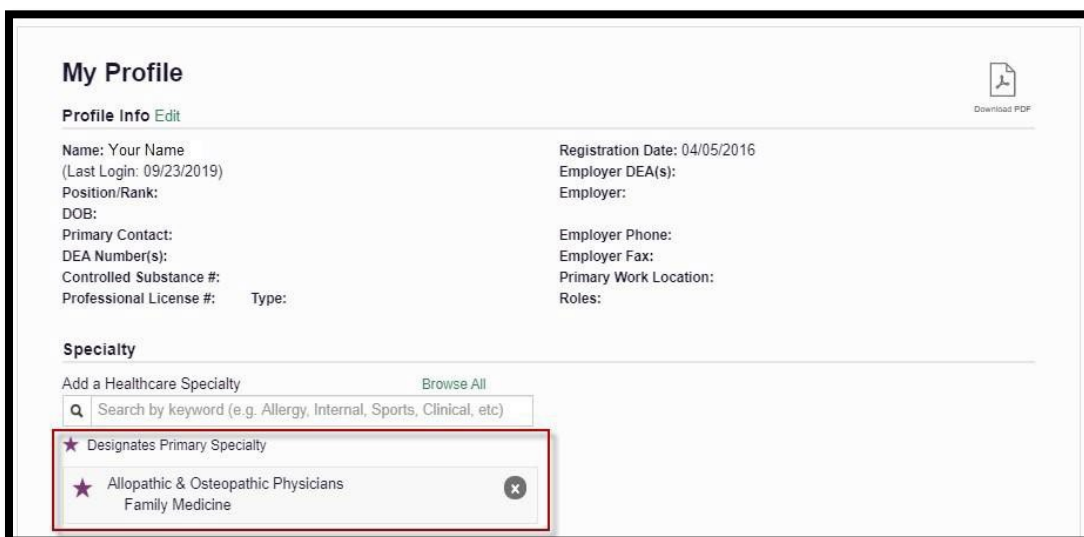 My Profile
Download PDF
Profile Info Edit
Name: Your Name
(Last Login: 09/23/2019)
Position/Rank:
DOB:
Primary Contact:
DEA Number(s):
Controlled Substance #:
Professional License #: Type:
Registration Date: 04/05/2016
Employer DEA(s):
Employer:
Employer Phone:
Employer Fax:
Primary Work Location:
Roles:
Specialty
Add a Healthcare Specialty Browse All
Search by keyword (e.g. Allergy, Internal, Sports, Clinical, etc)
Designates Primary Specialty
Allopathic & Osteopathic Physicians
Family Medicine